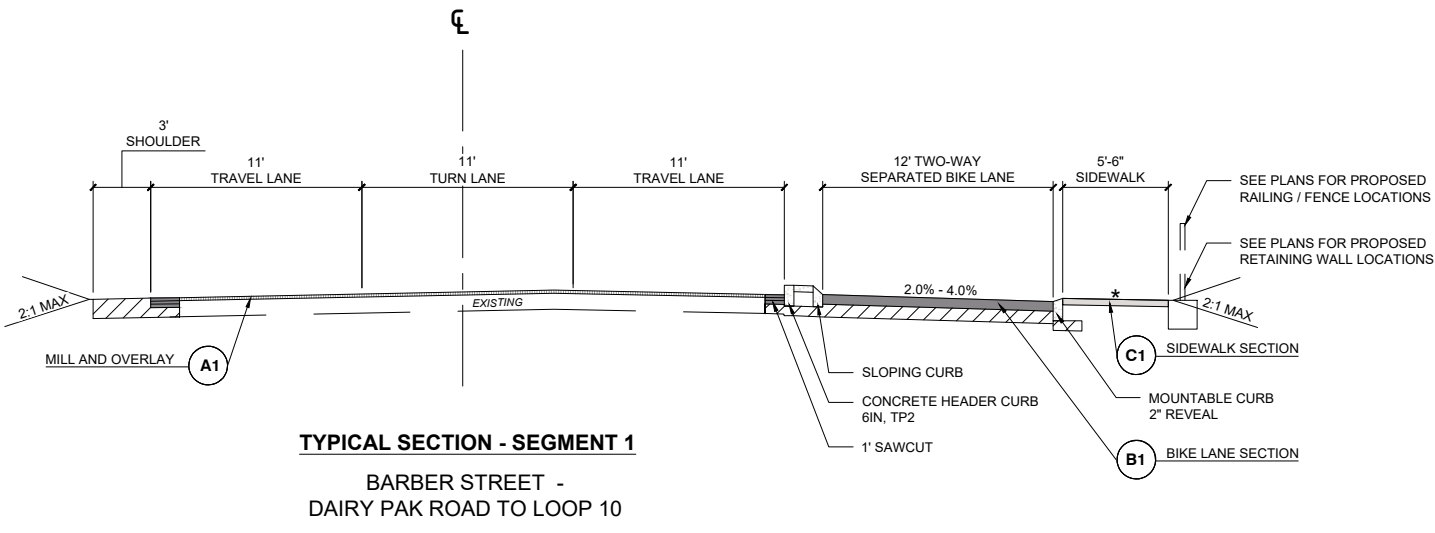 ℄
3'
SHOULDER
11'
TRAVEL LANE
11'
TURN LANE
11'
TRAVEL LANE
12' TWO-WAY
SEPARATED BIKE LANE
5'-6"
SIDEWALK
SEE PLANS FOR PROPOSED
RAILING / FENCE LOCATIONS
SEE PLANS FOR PROPOSED
RETAINING WALL LOCATIONS
2:1 MAX
EXISTING
2.0% - 4.0%
*
2:1 MAX
MILL AND OVERLAY
A1
SLOPING CURB
CONCRETE HEADER CURB
6IN, TP2
1' SAWCUT
C1
SIDEWALK SECTION
MOUNTABLE CURB
2" REVEAL
B1
BIKE LANE SECTION
TYPICAL SECTION - SEGMENT 1
BARBER STREET -
DAIRY PAK ROAD TO LOOP 10